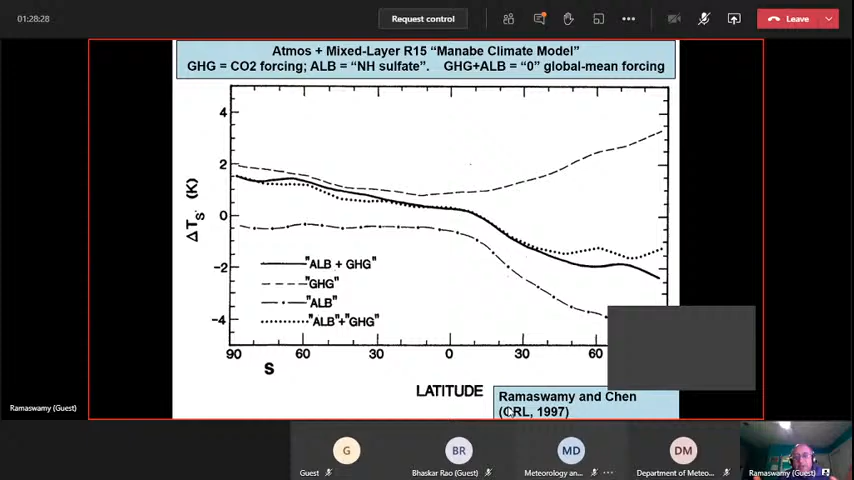 01:28:28
Request control
Leave
Atmos + Mixed-Layer R15 “Manabe Climate Model”
GHG = CO2 forcing; ALB = “NH sulfate”. GHG+ALB = “0” global-mean forcing
4
2
0
-2
-4
ΔTs (K)
"ALB + GHG"
"GHG"
"ALB"
"ALB"+"GHG"
90 60 30 0 30 60
S
LATITUDE
Ramaswamy and Chen
(GRL, 1997)
Ramaswamy (Guest)
G
BR
MD
DM
Guest
Bhaskar Rao (Guest)
Meteorology an...
Department of Meteo...
Ramaswamy (Guest)